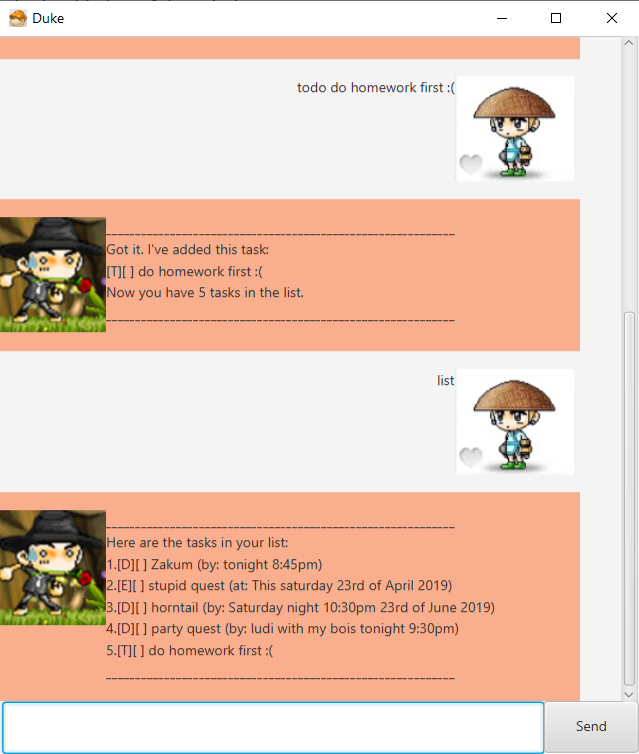 Duke
todo do homework first :(
____________________________________________________________
Got it. I've added this task:
[T][ ] do homework first :(
Now you have 5 tasks in the list.
____________________________________________________________
list
____________________________________________________________
Here are the tasks in your list:
1.[D][ ] Zakum (by: tonight 8:45pm)
2.[E][ ] stupid quest (at: This saturday 23rd of April 2019)
3.[D][ ] horntail (by: Saturday night 10:30pm 23rd of June 2019)
4.[D][ ] party quest (by: ludi with my bois tonight 9:30pm)
5.[T][ ] do homework first :(
____________________________________________________________
Send